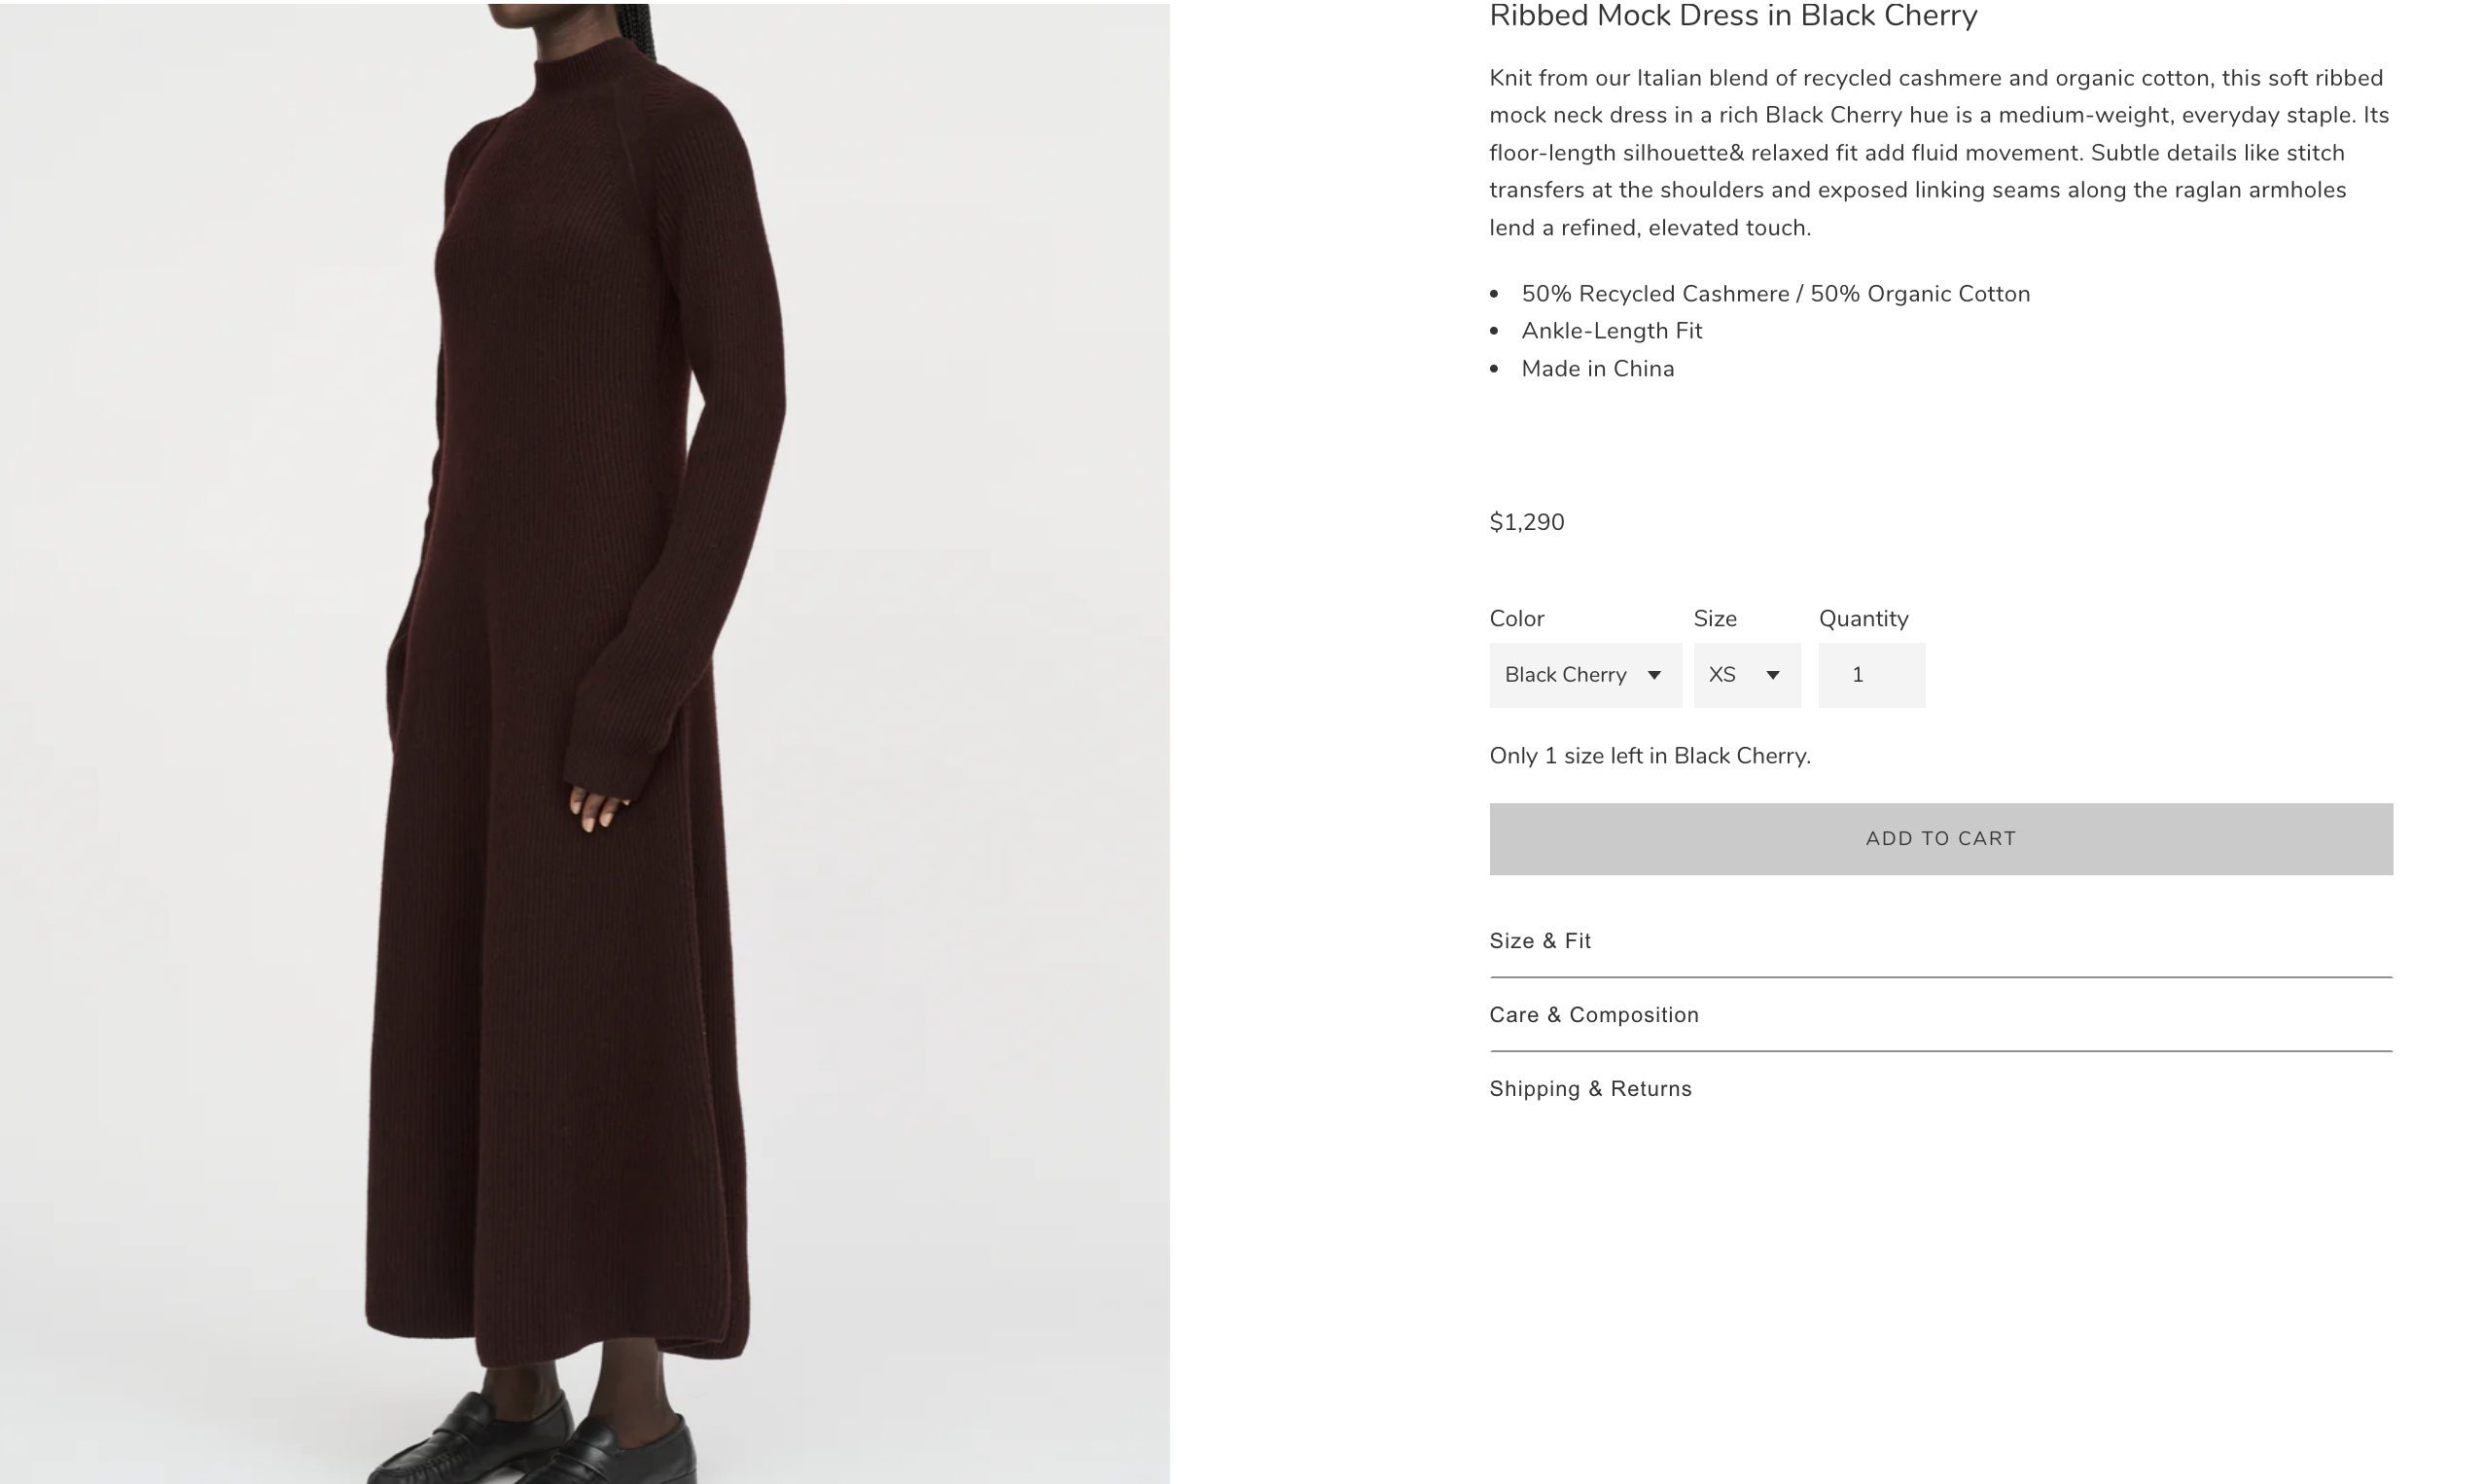 Ribbed Mock Dress in Black Cherry
Knit from our Italian blend of recycled cashmere and organic cotton, this soft ribbed
mock neck dress in a rich Black Cherry hue is a medium-weight, everyday staple. Its
floor-length silhouette& relaxed fit add fluid movement. Subtle details like stitch
transfers at the shoulders and exposed linking seams along the raglan armholes
lend a refined, elevated touch.
50% Recycled Cashmere / 50% Organic Cotton
Ankle-Length Fit
Made in China
$1,290
Color Size Quantity
Black Cherry XS 1
Only 1 size left in Black Cherry.
ADD TO CART
Size & Fit
Care & Composition
Shipping & Returns